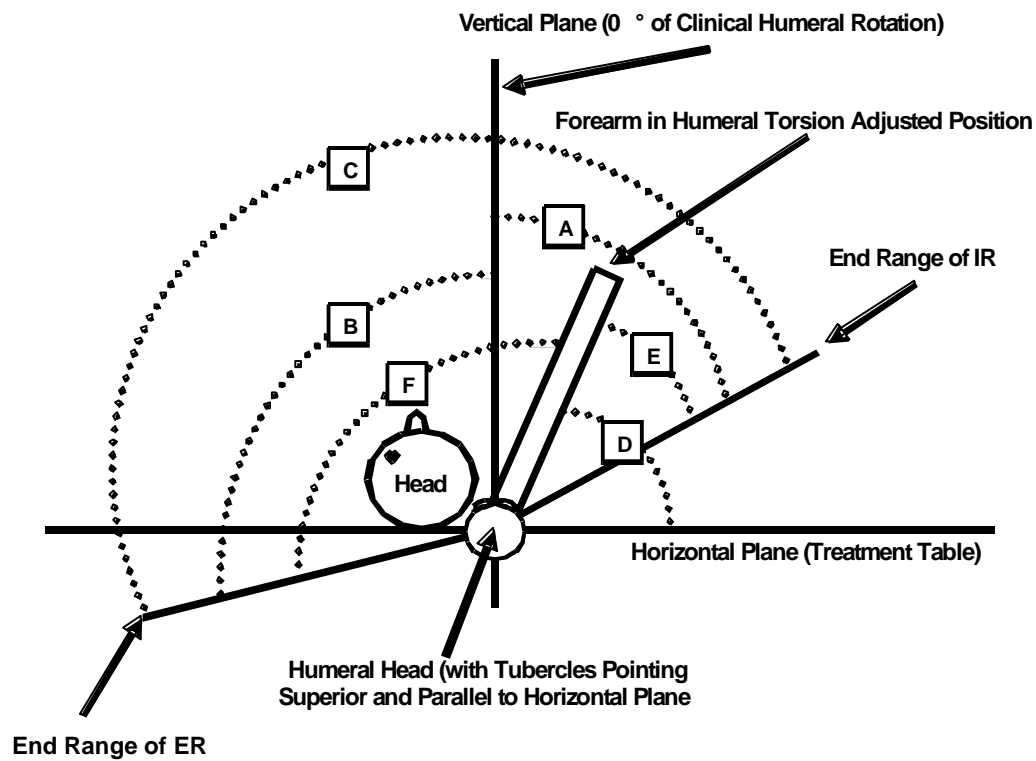 Vertical Plane (0 ° of Clinical Humeral Rotation)
Forearm in Humeral Torsion Adjusted Position
C
A
End Range of IR
B
E
F
D
Head
Horizontal Plane (Treatment Table)
Humeral Head (with Tubercles Pointing
Superior and Parallel to Horizontal Plane
End Range of ER